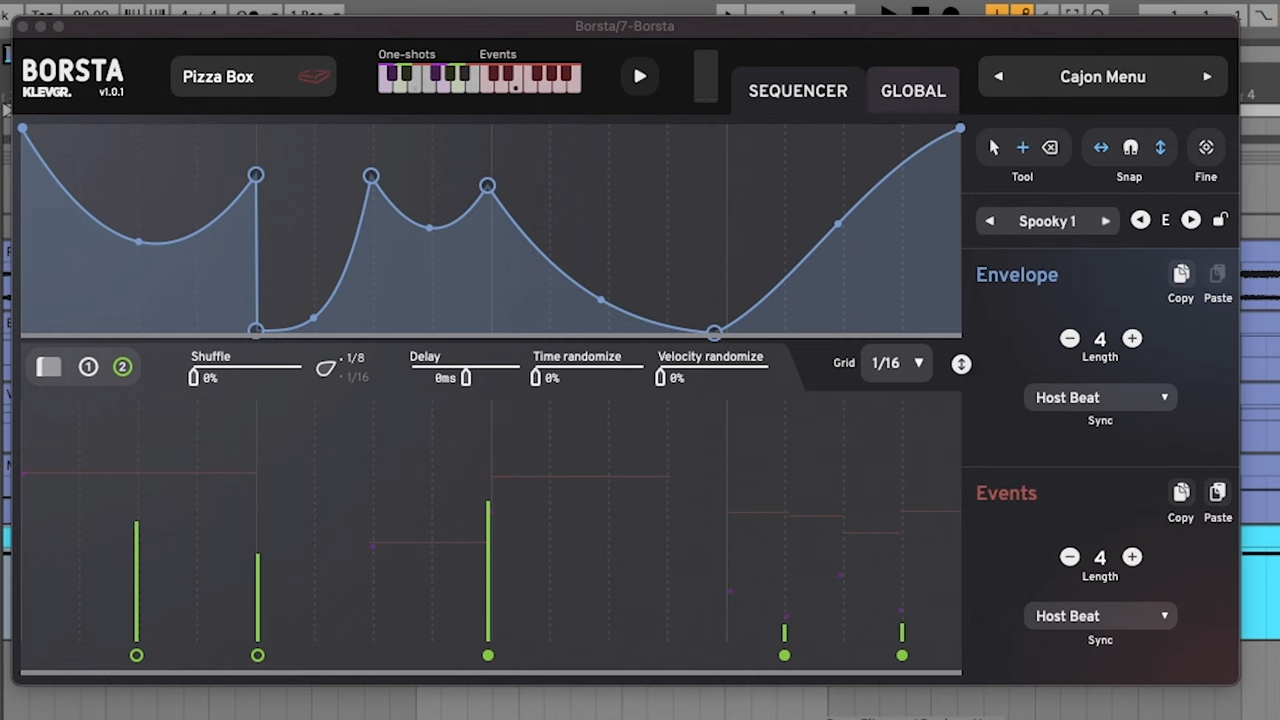 Borsta/7-Borsta
BORSTA
KLEVGR. v1.0.1
Pizza Box
One-shots Events
SEQUENCER
GLOBAL
Cajon Menu
Tool
Snap
Fine
Spooky 1
E
Envelope
Copy Paste
4
Length
Host Beat
Sync
1 2
Shuffle
0%
1/8
1/16
Delay
0ms
Time randomize
0%
Velocity randomize
0%
Grid 1/16
Events
Copy Paste
4
Length
Host Beat
Sync